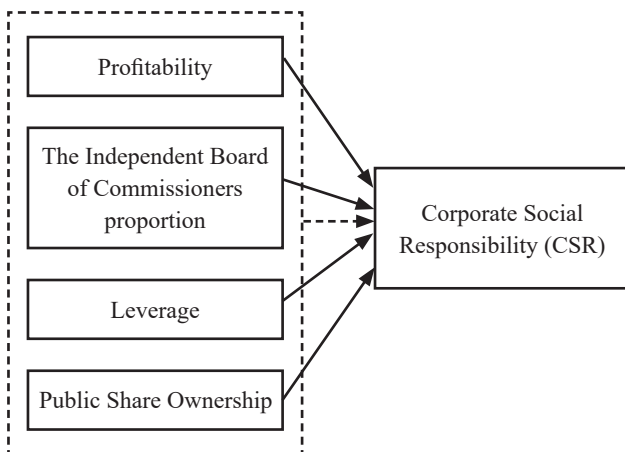 Profitability
The Independent Board
of Commissioners
proportion
Leverage
Public Share Ownership
Corporate Social
Responsibility (CSR)